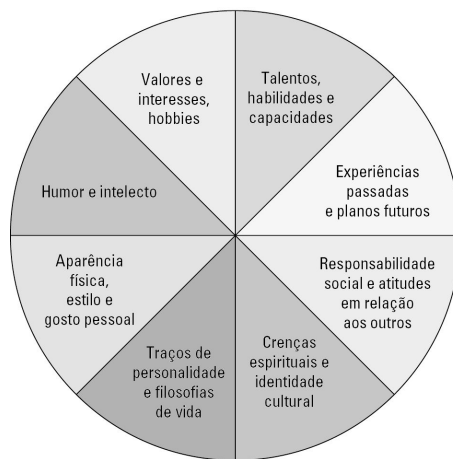 Valores e
interesses,
hobbies
Talentos,
habilidades e
capacidades
Experiências
passadas
e planos futuros
Responsabilidade
social e atitudes
em relação
aos outros
Crenças
espirituais e
identidade
cultural
Traços de
personalidade
e filosofias
de vida
Aparência
física,
estilo e
gosto pessoal
Humor e intelecto